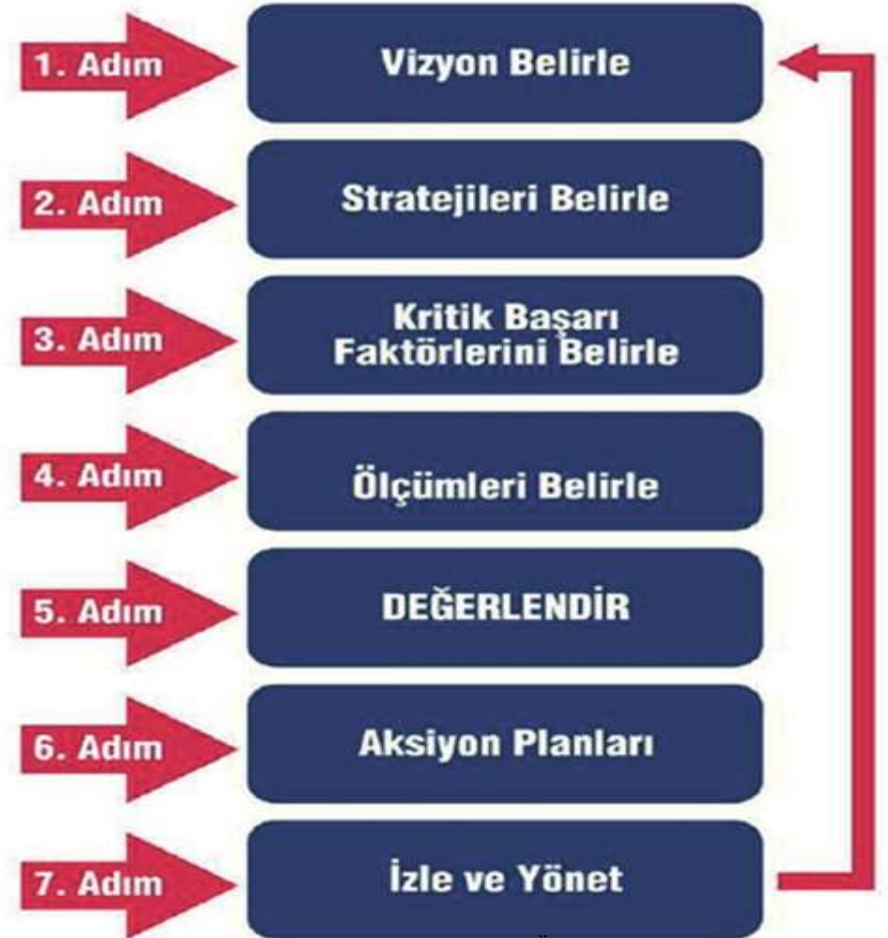 1. Adım
Vizyon Belirle
2. Adım
Stratejileri Belirle
3. Adım
Kritik Başarı
Faktörlerini Belirle
4. Adım
Ölçümleri Belirle
5. Adım
DEĞERLENDİR
6. Adım
Aksiyon Planları
7. Adım
İzle ve Yönet